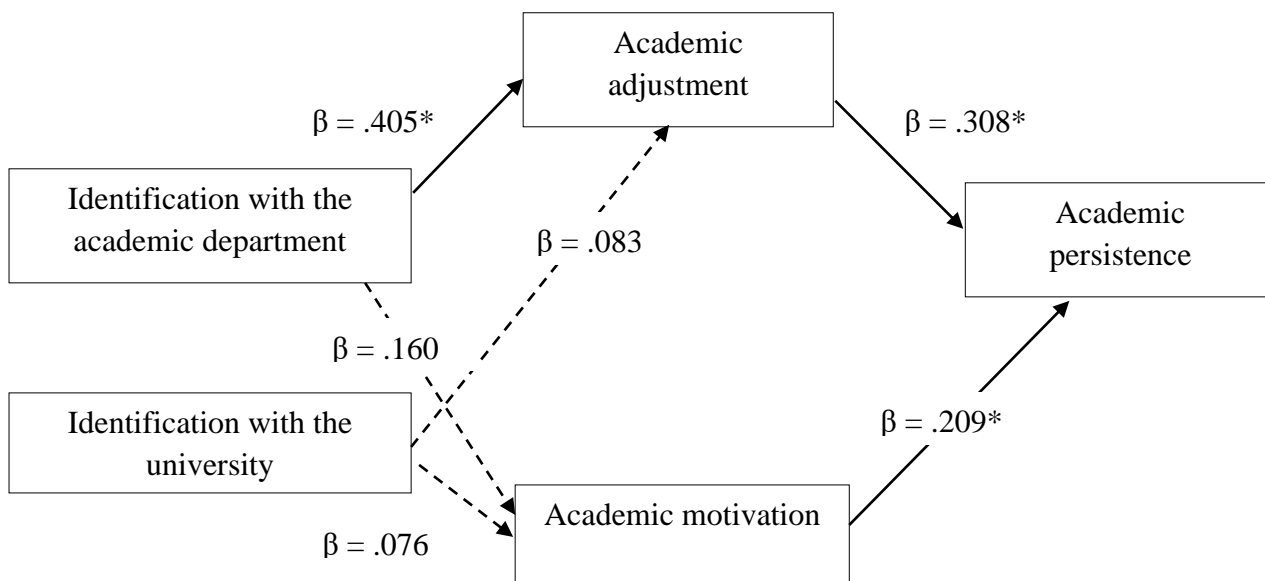 Academic
adjustment
β = .405*
β = .308*
Identification with the
academic department
Academic
persistence
β = .083
β = .160
Identification with the
university
β = .209*
Academic motivation
β = .076